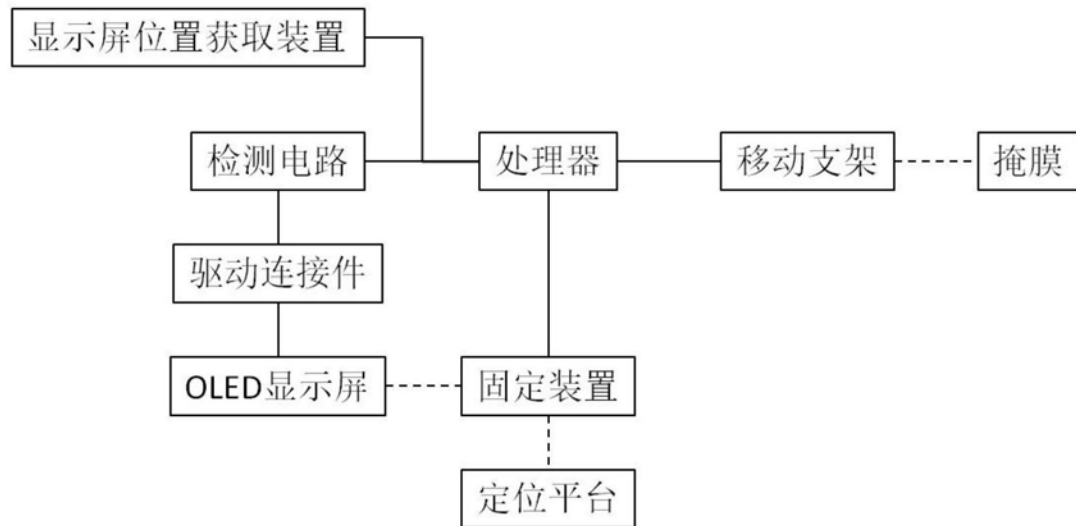 显示屏位置获取装置
检测电路
处理器
移动支架
掩膜
驱动连接件
OLED显示屏
固定装置
定位平台